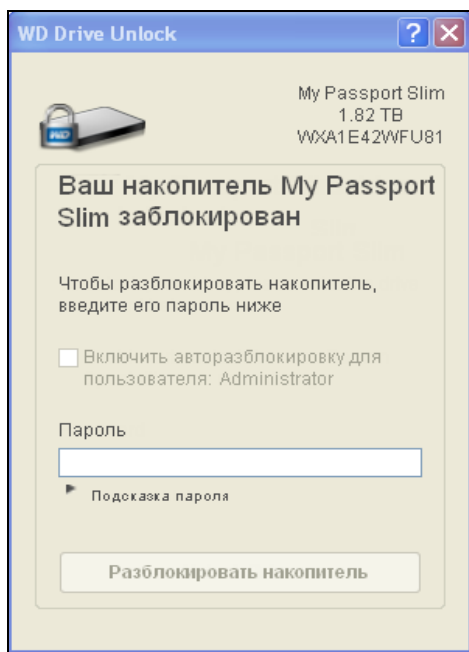 WD Drive Unlock
My Passport Slim
1.82 TB
WXA1E42WFU81
WD
Ваш накопитель My Passport
Slim заблокирован
Чтобы разблокировать накопитель,
введите его пароль ниже
Включить авторазблокировку для
пользователя: Administrator
Пароль
Подсказка пароля
Разблокировать накопитель